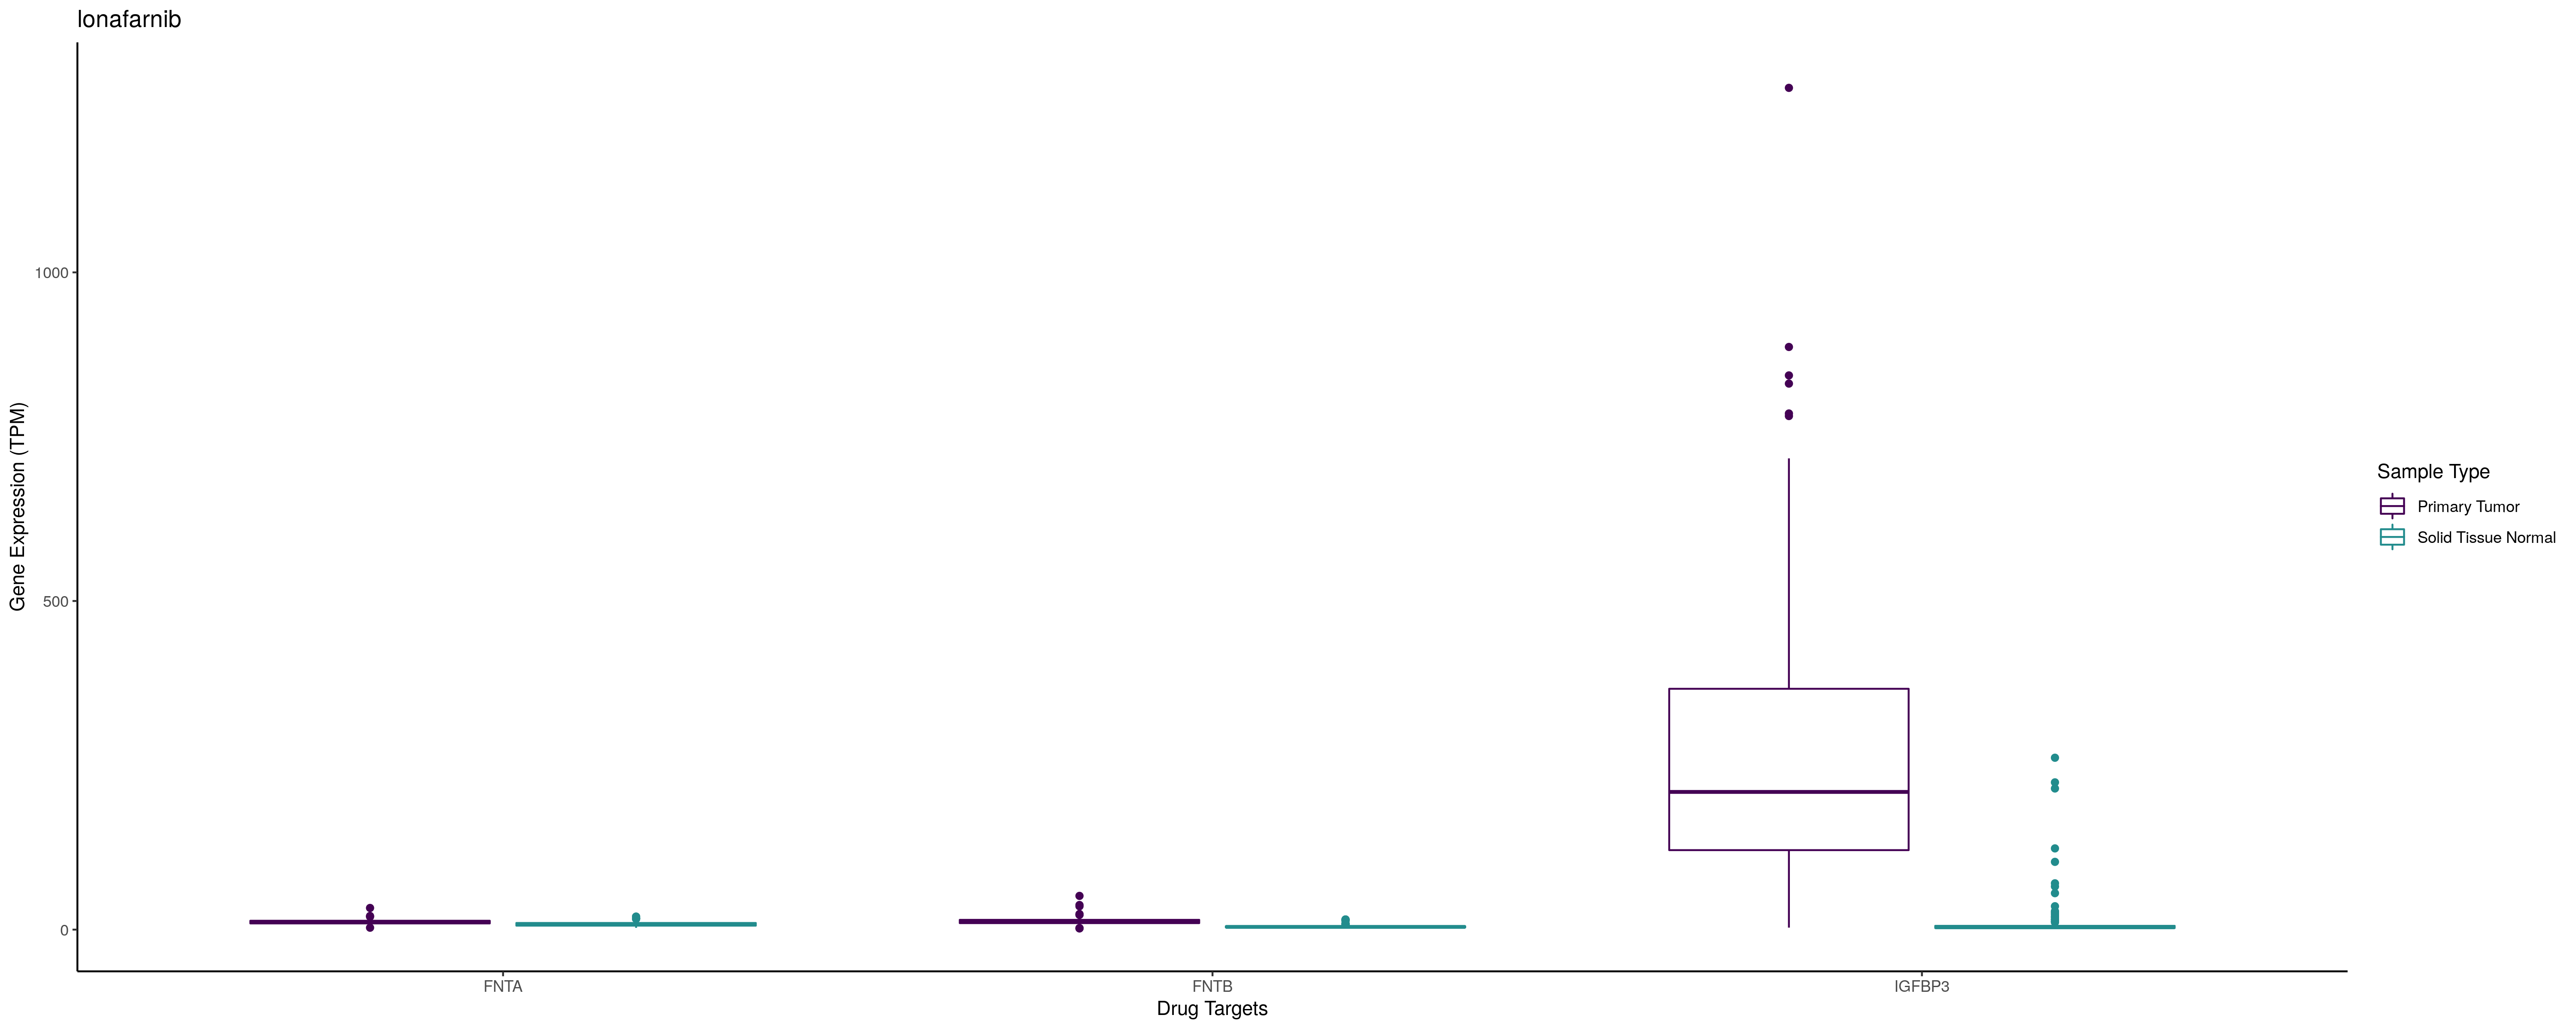 lonafarnib
Gene Expression (TPM)
1000
500
0
FNTA
FNTB
IGFBP3
Drug Targets
Sample Type
Primary Tumor
Solid Tissue Normal